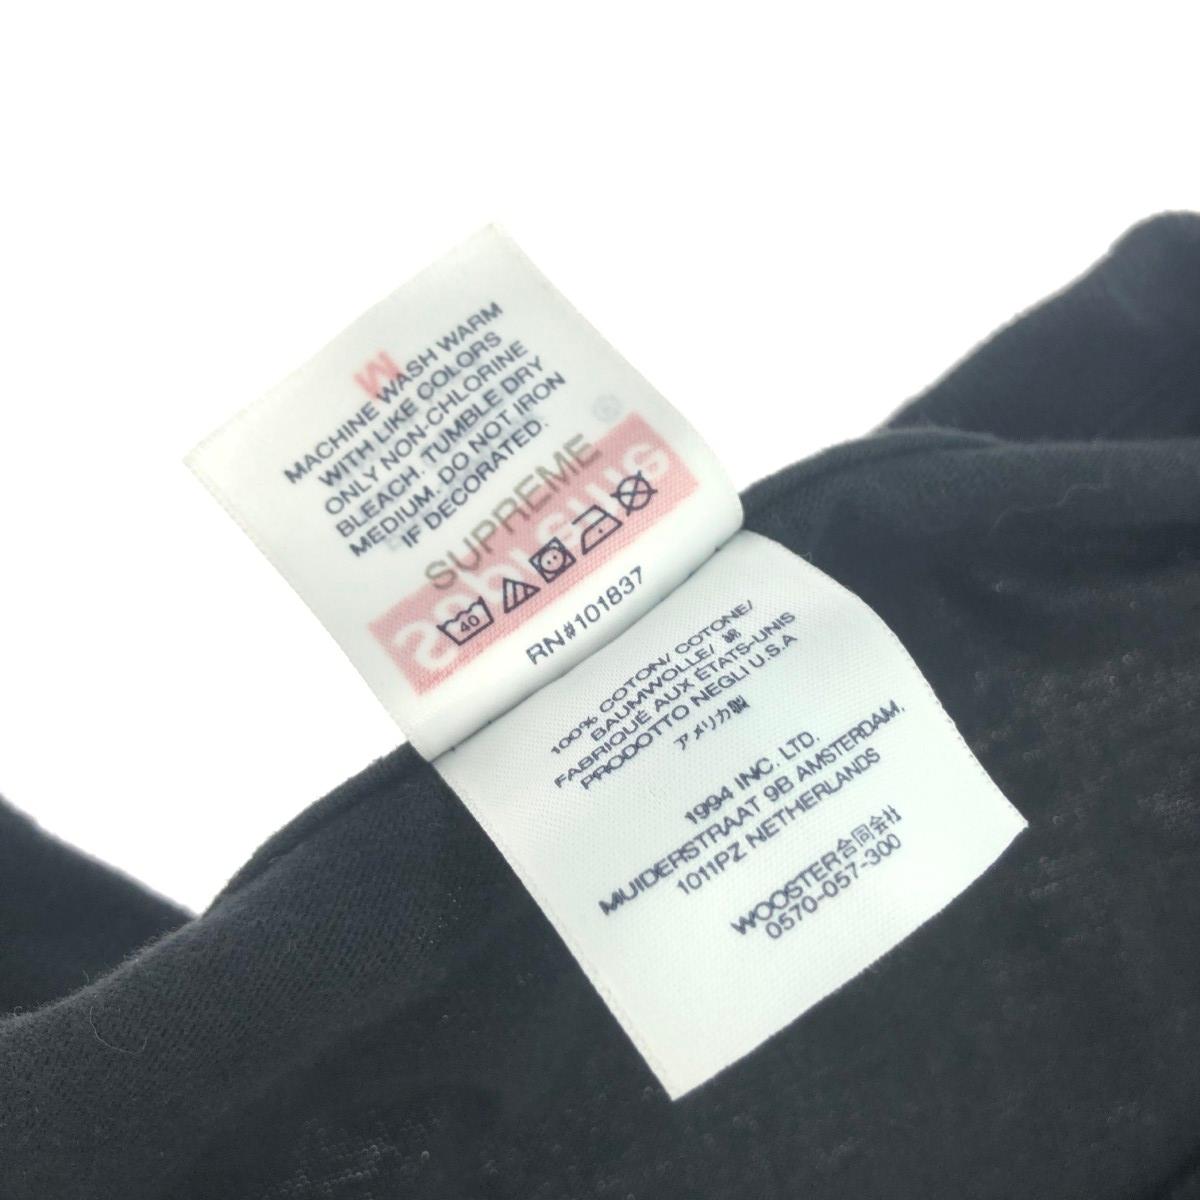 MACHINE WASH WARM
WITH LIKE COLORS
ONLY NON-CHLORINE
BLEACH. TUMBLE DRY
MEDIUM. DO NOT IRON
IF DECORATED.
SUPREME
40
RN#101837
100% COTON/ COTONE/
BAUMWOLLE/ 綿
FABRIQUÉ AUX ÉTATS-UNIS
PRODOTTO NEGLI U.S.A
アメリカ製
1994 INC. LTD.
MUIDERSTRAAT 9B AMSTERDAM,
1011PZ NETHERLANDS
WOOSTER合同会社
0570-057-300
M
Supreme